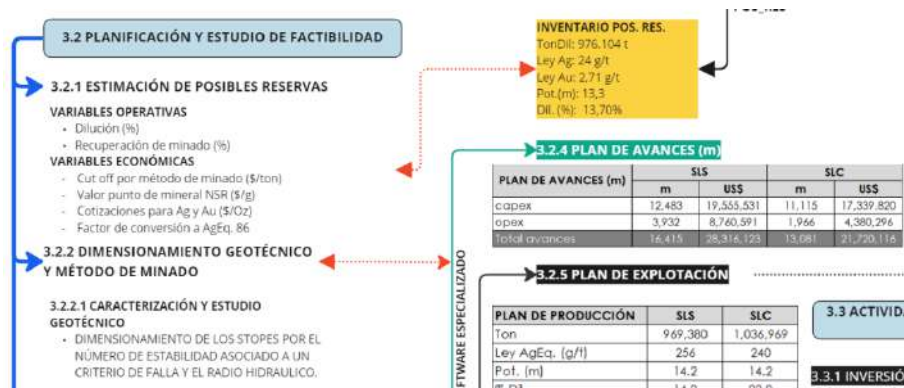 3.2 PLANIFICACIÓN Y ESTUDIO DE FACTIBILIDAD
3.2.1 ESTIMACIÓN DE POSIBLES RESERVAS
VARIABLES OPERATIVAS
- Dilución (%)
- Recuperación de minado (%)
VARIABLES ECONÓMICAS
- Cut off por método de minado ($/ton)
- Valor punto de mineral NSR ($/g)
- Cotizaciones para Ag y Au ($/Oz)
- Factor de conversión a AgEq. 86
3.2.2 DIMENSIONAMIENTO GEOTÉCNICO
Y MÉTODO DE MINADO
3.2.2.1 CARACTERIZACIÓN Y ESTUDIO
GEOTÉCNICO
- DIMENSIONAMIENTO DE LOS STOPES POR EL
NÚMERO DE ESTABILIDAD ASOCIADO A UN
CRITERIO DE FALLA Y EL RADIO HIDRAULICO.
INVENTARIO POS. RES.
TonDil: 976,104 t
Ley Ag: 24 g/t
Ley Au: 2,71 g/t
Pot.(m): 13,3
Dil. (%): 13,70%
3.2.4 PLAN DE AVANCES (m)
PLAN DE AVANCES (m) SLS SLC
m US$ m US$
capex 12,483 19,555,531 11,115 17,339,820
opex 3,932 8,760,591 1,966 4,380,296
Total avances 16,415 28,316,123 13,081 21,720,116
FTWARE ESPECIALIZADO
3.2.5 PLAN DE EXPLOTACIÓN
PLAN DE PRODUCCIÓN SLS SLC
Ton 969,380 1,036,969
Ley AgEq. (g/t) 256 240
Pot. (m) 14.2 14.2
3.3 ACTIVID
3.3.1 INVERSIÓ